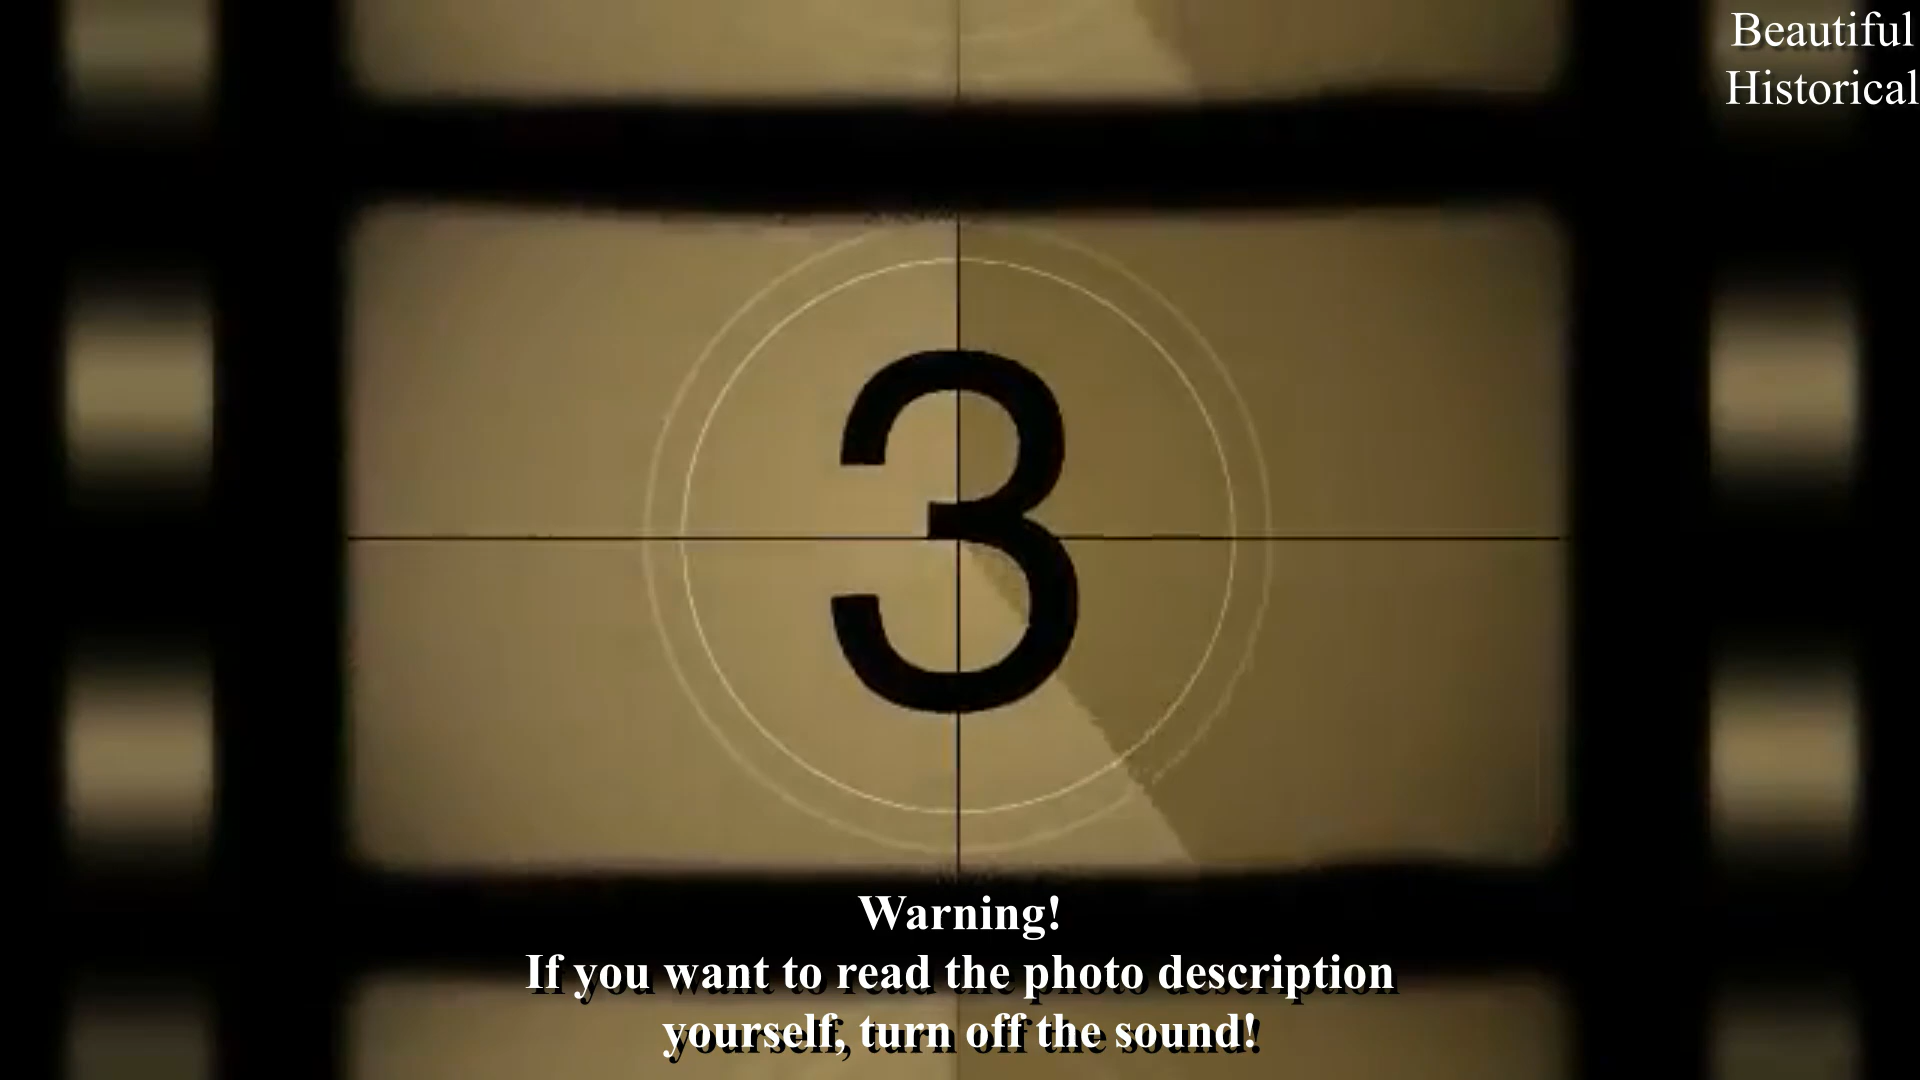 Beautiful
Historical
3
Warning!
If you want to read the photo description
yourself, turn off the sound!